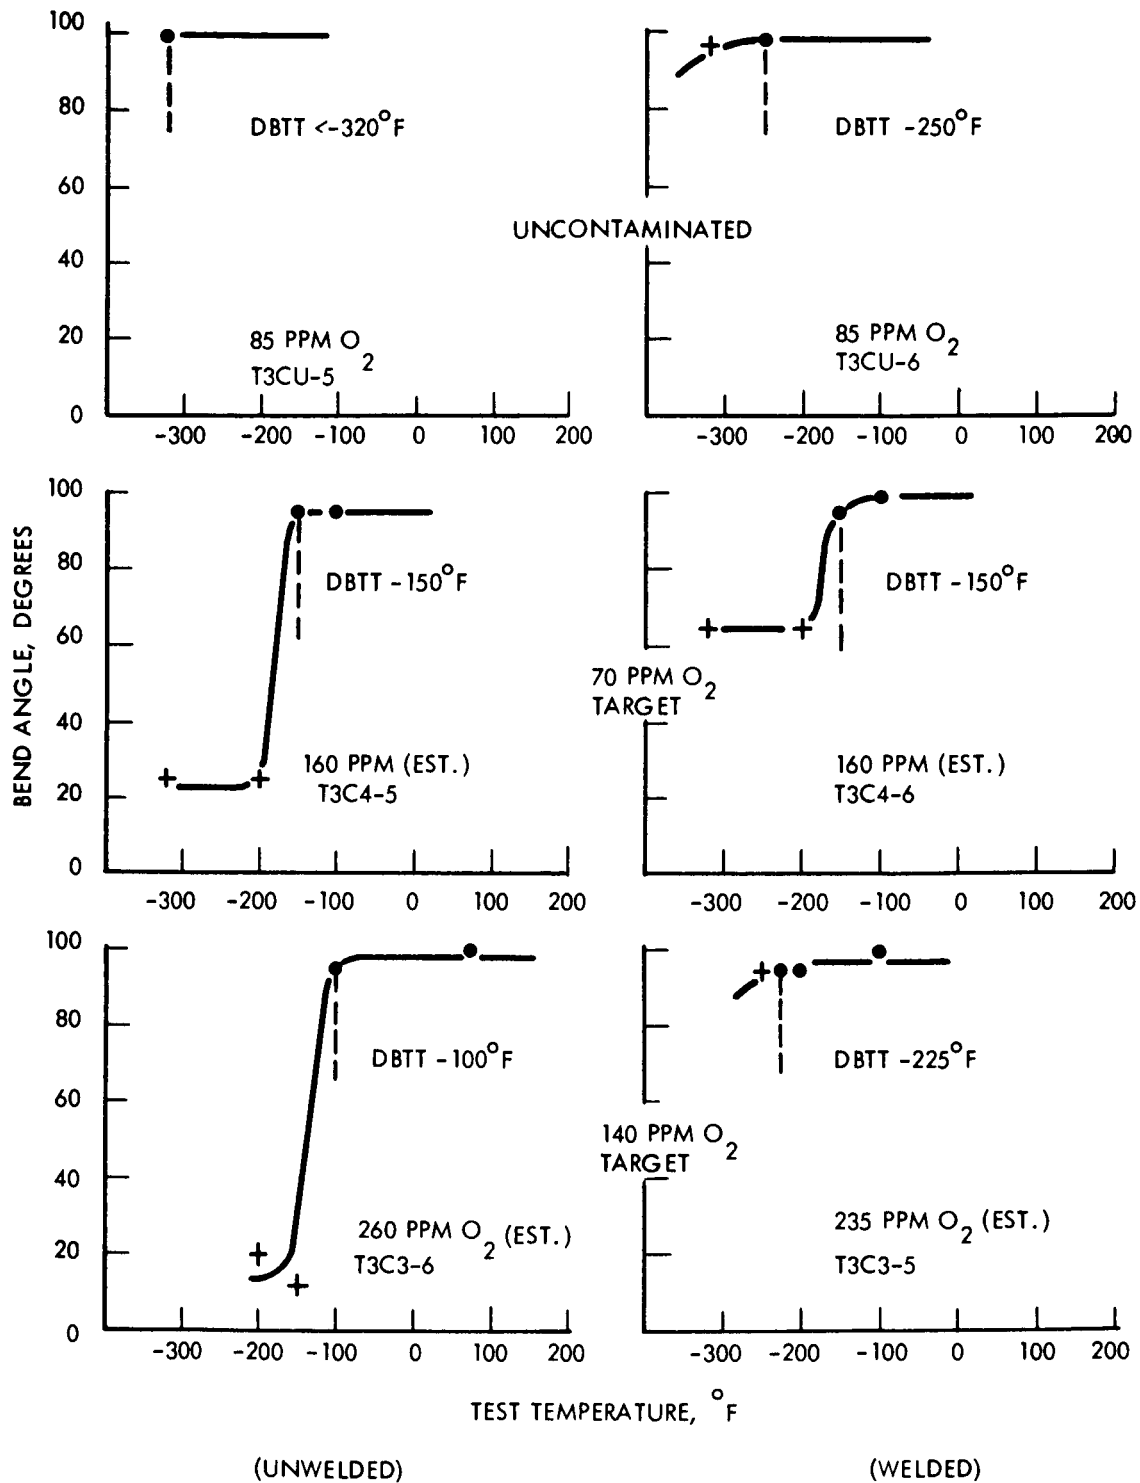 BEND ANGLE, DEGREES
100
80
60
40
20
0
-300 -200 -100 0 100 200
DBTT <-320°F
85 PPM O2
T3CU-5
UNCONTAMINATED
DBTT -250°F
85 PPM O2
T3CU-6
-300 -200 -100 0 100 200
100
80
60
40
20
0
DBTT -150°F
160 PPM (EST.)
T3C4-5
-300 -200 -100 0 100 200
70 PPM O2
TARGET
DBTT -150°F
160 PPM (EST.)
T3C4-6
-300 -200 -100 0 100 200
100
80
60
40
20
0
DBTT -100°F
260 PPM O2 (EST.)
T3C3-6
-300 -200 -100 0 100 200
140 PPM O2
TARGET
DBTT -225°F
235 PPM O2 (EST.)
T3C3-5
-300 -200 -100 0 100 200
TEST TEMPERATURE, °F
(UNWELDED)
(WELDED)